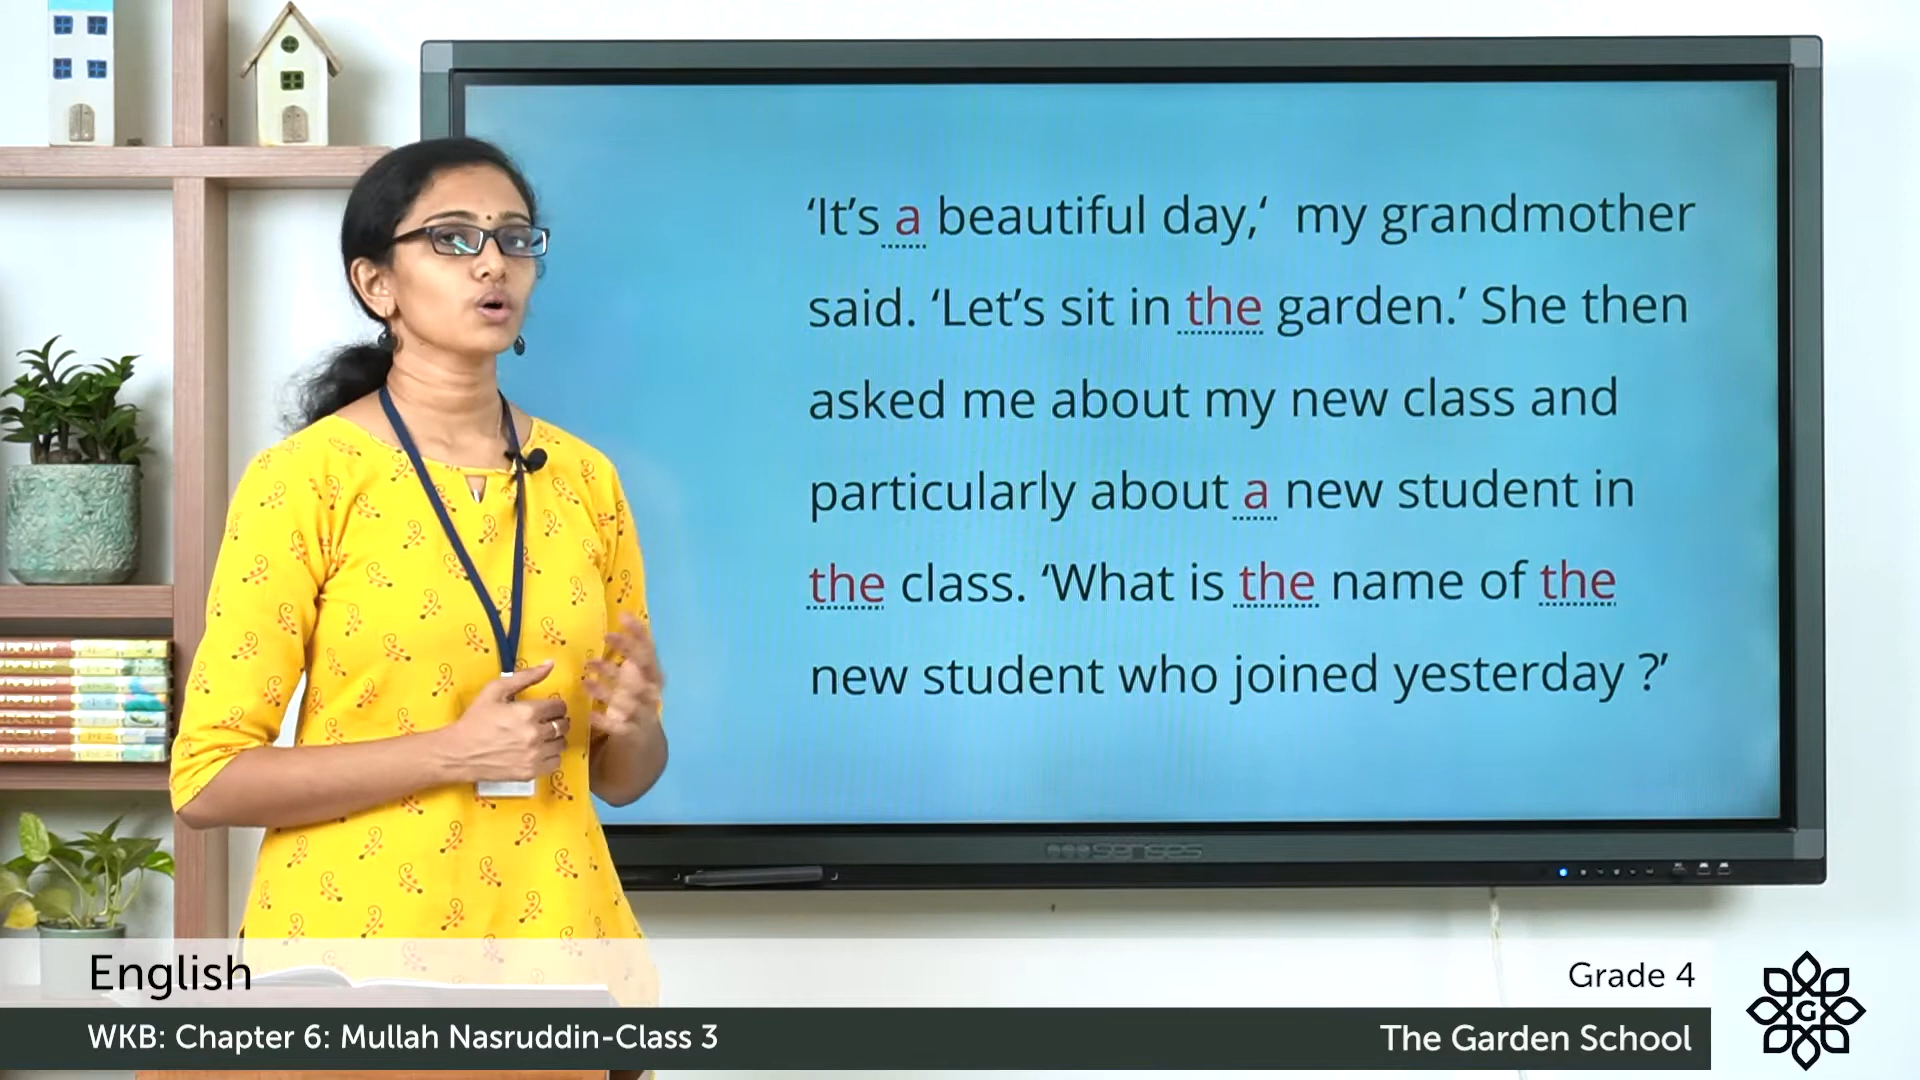 ‘It’s a beautiful day,‘ my grandmother
said. ‘Let’s sit in the garden.’ She then
asked me about my new class and
particularly about a new student in
the class. ‘What is the name of the
new student who joined yesterday ?’
senses
English
Grade 4
WKB: Chapter 6: Mullah Nasruddin-Class 3
The Garden School
G